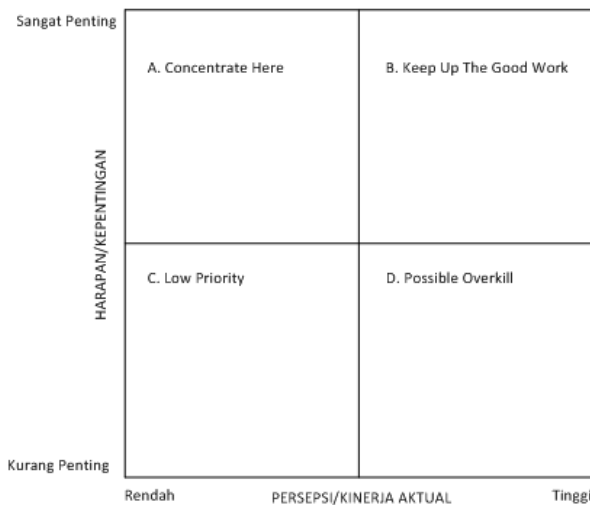 Sangat Penting
A. Concentrate Here
B. Keep Up The Good Work
HARAPAN/KEPENTINGAN
C. Low Priority
D. Possible Overkill
Kurang Penting
Rendah
PERSEPSI/KINERJA AKTUAL
Tinggi